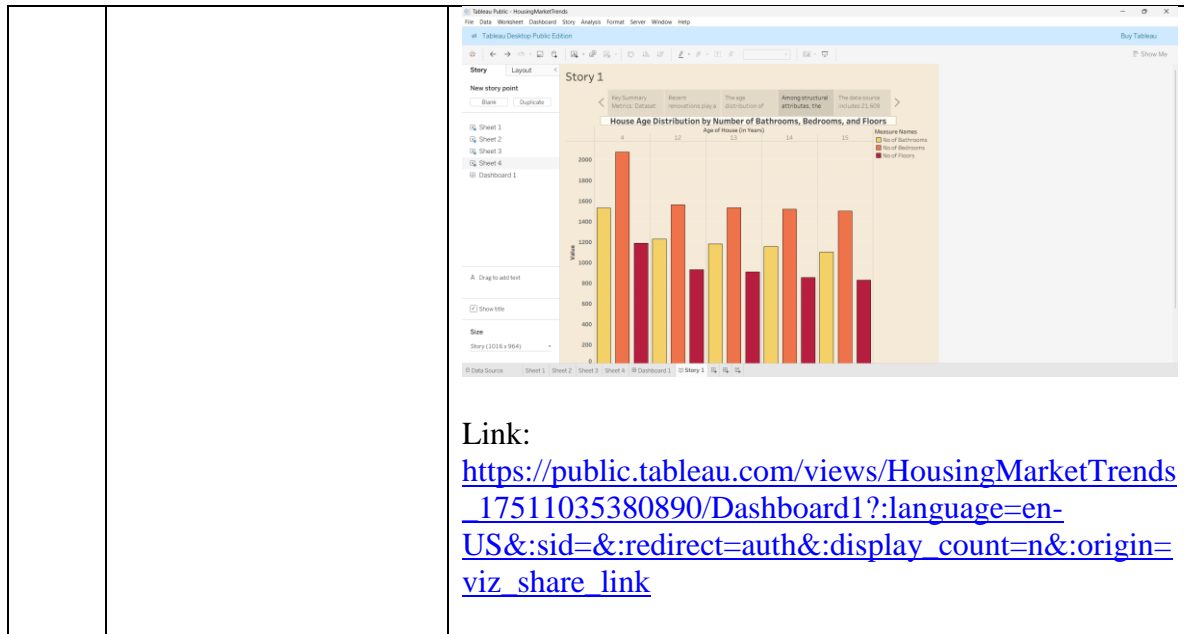 Tableau Public - HousingMarketTrends
File Data Worksheet Dashboard Story Analysis Format Server Window Help
Tableau Desktop Public Edition Buy Tableau
Show Me
Story Layout
New story point
Blank Duplicate
Sheet 1
Sheet 2
Sheet 3
Sheet 4
Dashboard 1
A Drag to add text
Show title
Size
Story (1016 x 964)
Story 1
Key Summary Metrics: Dataset
Recent renovations play a
The age distribution of
Among structural attributes, the
The data source includes 21,609
House Age Distribution by Number of Bathrooms, Bedrooms, and Floors
Age of House (in Years)
4 12 13 14 15
Measure Names
No of Bathrooms
No of Bedrooms
No of Floors
Value
2000
1800
1600
1400
1200
1000
800
600
400
200
0
Data Source Sheet 1 Sheet 2 Sheet 3 Sheet 4 Dashboard 1 Story 1
Link:
https://public.tableau.com/views/HousingMarketTrends
_17511035380890/Dashboard1?:language=en-
US&:sid=&:redirect=auth&:display_count=n&:origin=
viz_share_link